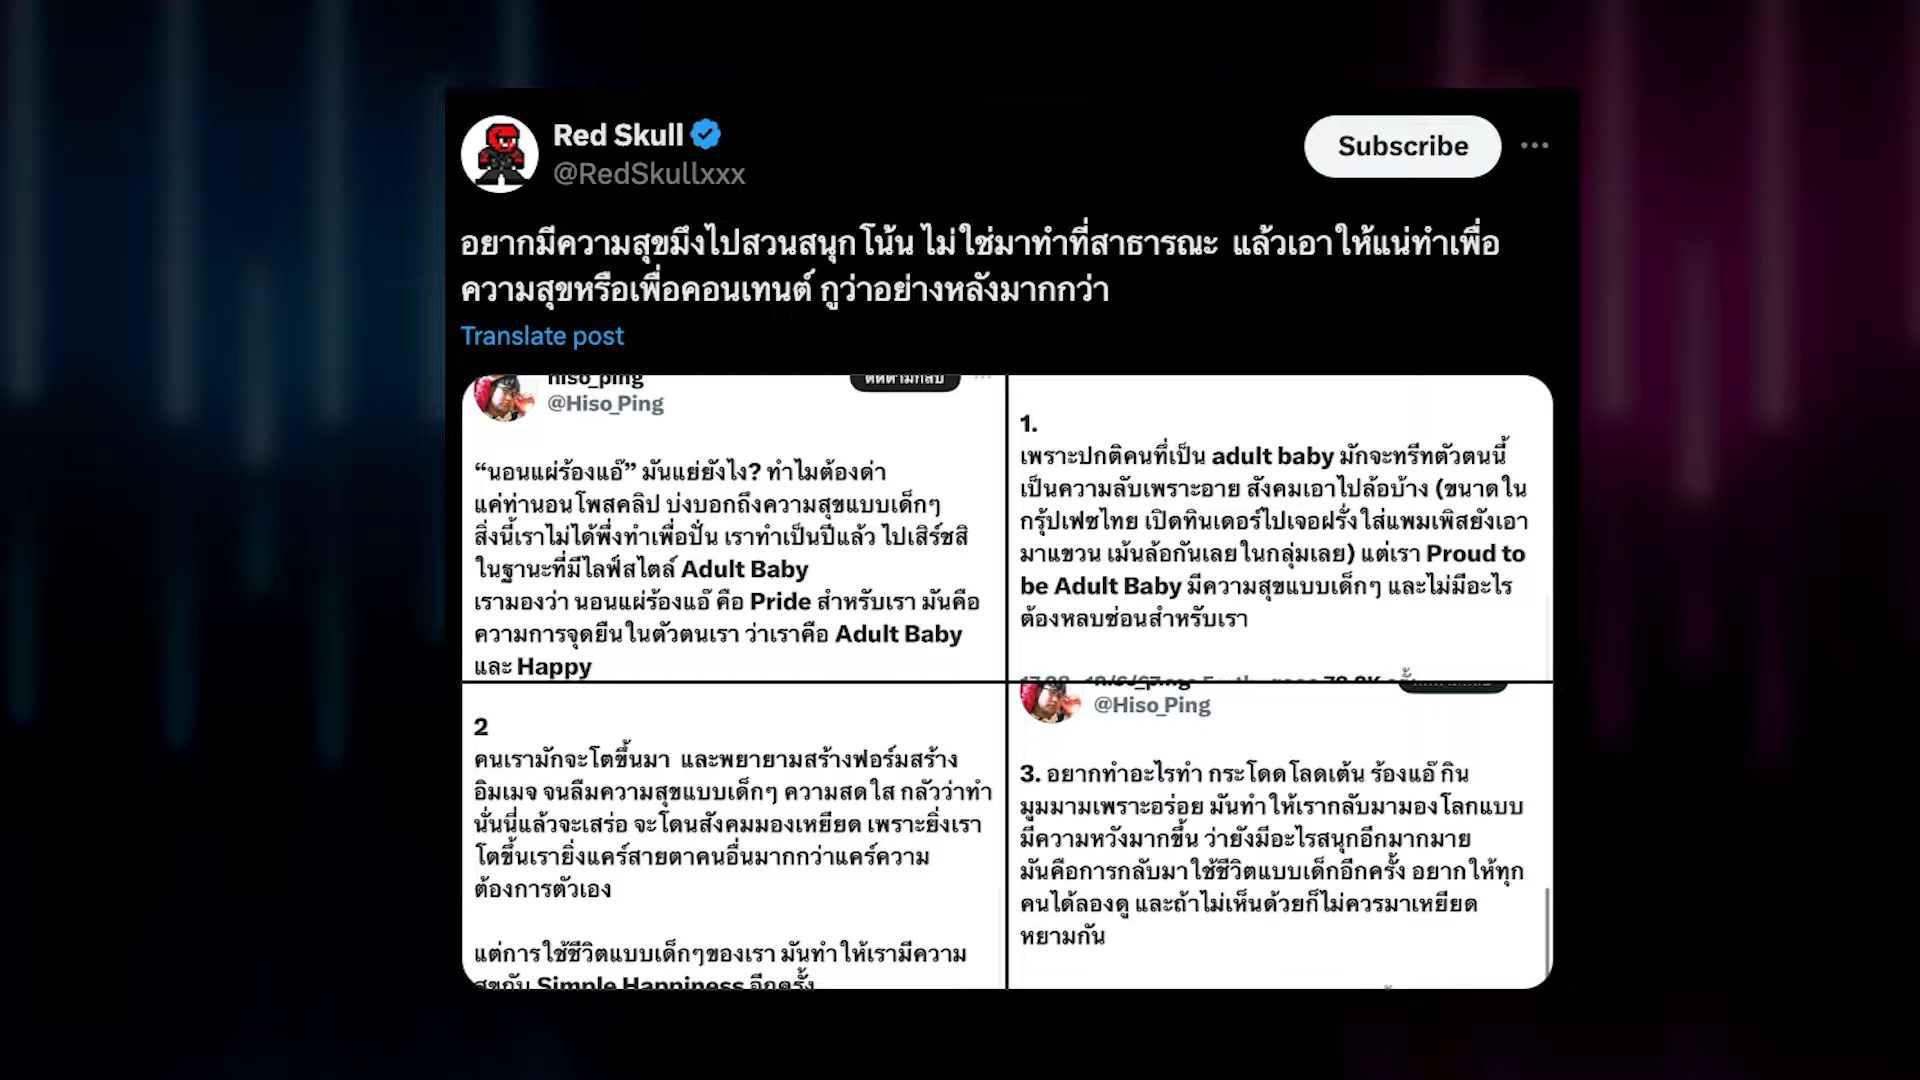 Red Skull
@RedSkullxxx
Subscribe
อยากมีความสุขมึงไปสวนสนุกโน้น ไม่ใช่มาทำที่สาธารณะ แล้วเอาให้แน่ทำเพื่อ
ความสุขหรือเพื่อคอนเทนต์ กูว่าอย่างหลังมากกว่า
Translate post
hiso_ping
ติดตามกลับ
@Hiso_Ping
“นอนแผ่ร้องแอ๊” มันแย่ยังไง? ทำไมต้องด่า
แค่ท่านอนโพสคลิป บ่งบอกถึงความสุขแบบเด็กๆ
สิ่งนี้เราไม่ได้พึ่งทำเพื่อปั่น เราทำเป็นปีแล้ว ไปเสิร์ชสิ
ในฐานะที่มีไลฟ์สไตล์ Adult Baby
เรามองว่า นอนแผ่ร้องแอ๊ คือ Pride สำหรับเรา มันคือ
ความการจุดยืนในตัวตนเรา ว่าเราคือ Adult Baby
และ Happy
1.
เพราะปกติคนที่เป็น adult baby มักจะทรีทตัวตนนี้
เป็นความลับเพราะอาย สังคมเอาไปล้อบ้าง (ขนาดใน
กรุ้ปเฟซไทย เปิดทินเดอร์ไปเจอฝรั่งใส่แพมเพิสยังเอา
มาแขวน เม้นล้อกันเลยในกลุ่มเลย) แต่เรา Proud to
be Adult Baby มีความสุขแบบเด็กๆ และไม่มีอะไร
ต้องหลบซ่อนสำหรับเรา
2
คนเรามักจะโตขึ้นมา และพยายามสร้างฟอร์มสร้าง
อิมเมจ จนลืมความสุขแบบเด็กๆ ความสดใส กลัวว่าทำ
นั่นนี่แล้วจะเสร่อ จะโดนสังคมมองเหยียด เพราะยิ่งเรา
โตขึ้นเรายิ่งแคร์สายตาคนอื่นมากกว่าแคร์ความ
ต้องการตัวเอง
แต่การใช้ชีวิตแบบเด็กๆของเรา มันทำให้เรามีความ
สุขกับ Simple Happiness อีกครั้ง
@Hiso_Ping
3. อยากทำอะไรทำ กระโดดโลดเต้น ร้องแอ๊ กิน
มูมมามเพราะอร่อย มันทำให้เรากลับมามองโลกแบบ
มีความหวังมากขึ้น ว่ายังมีอะไรสนุกอีกมากมาย
มันคือการกลับมาใช้ชีวิตแบบเด็กอีกครั้ง อยากให้ทุก
คนได้ลองดู และถ้าไม่เห็นด้วยก็ไม่ควรมาเหยียด
หยามกัน